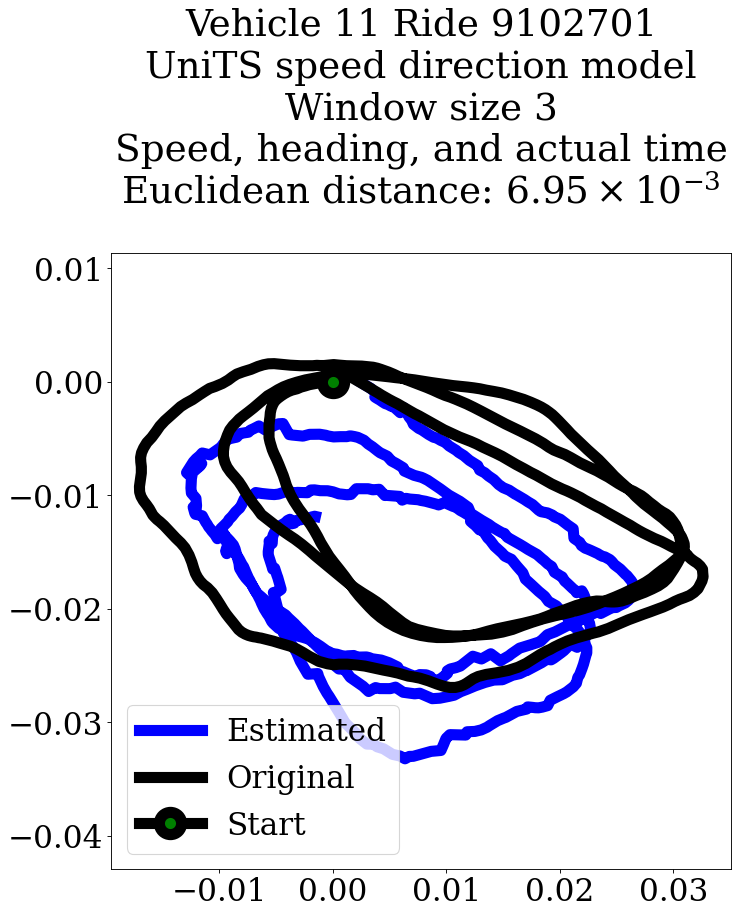 Vehicle 11 Ride 9102701
UniTS speed direction model
Window size 3
Speed, heading, and actual time
Euclidean distance: 6.95 × 10⁻³
0.01
0.00
−0.01
−0.02
−0.03
−0.04
Estimated
Original
Start
−0.01 0.00 0.01 0.02 0.03